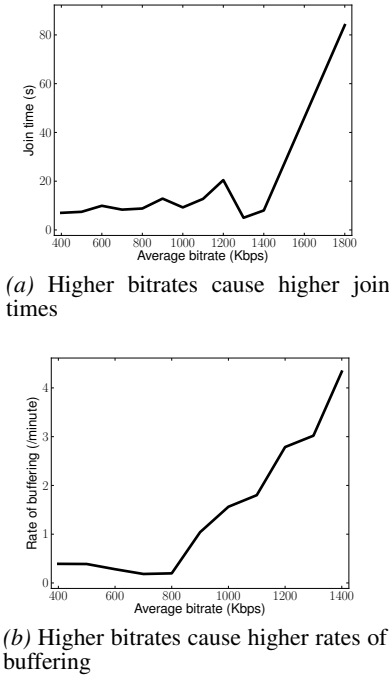 80
60
40
20
0
Join time (s)
400 600 800 1000 1200 1400 1600 1800
Average bitrate (Kbps)
(a) Higher bitrates cause higher join
times
4
3
2
1
0
Rate of buffering (/minute)
400 600 800 1000 1200 1400
Average bitrate (Kbps)
(b) Higher bitrates cause higher rates of
buffering